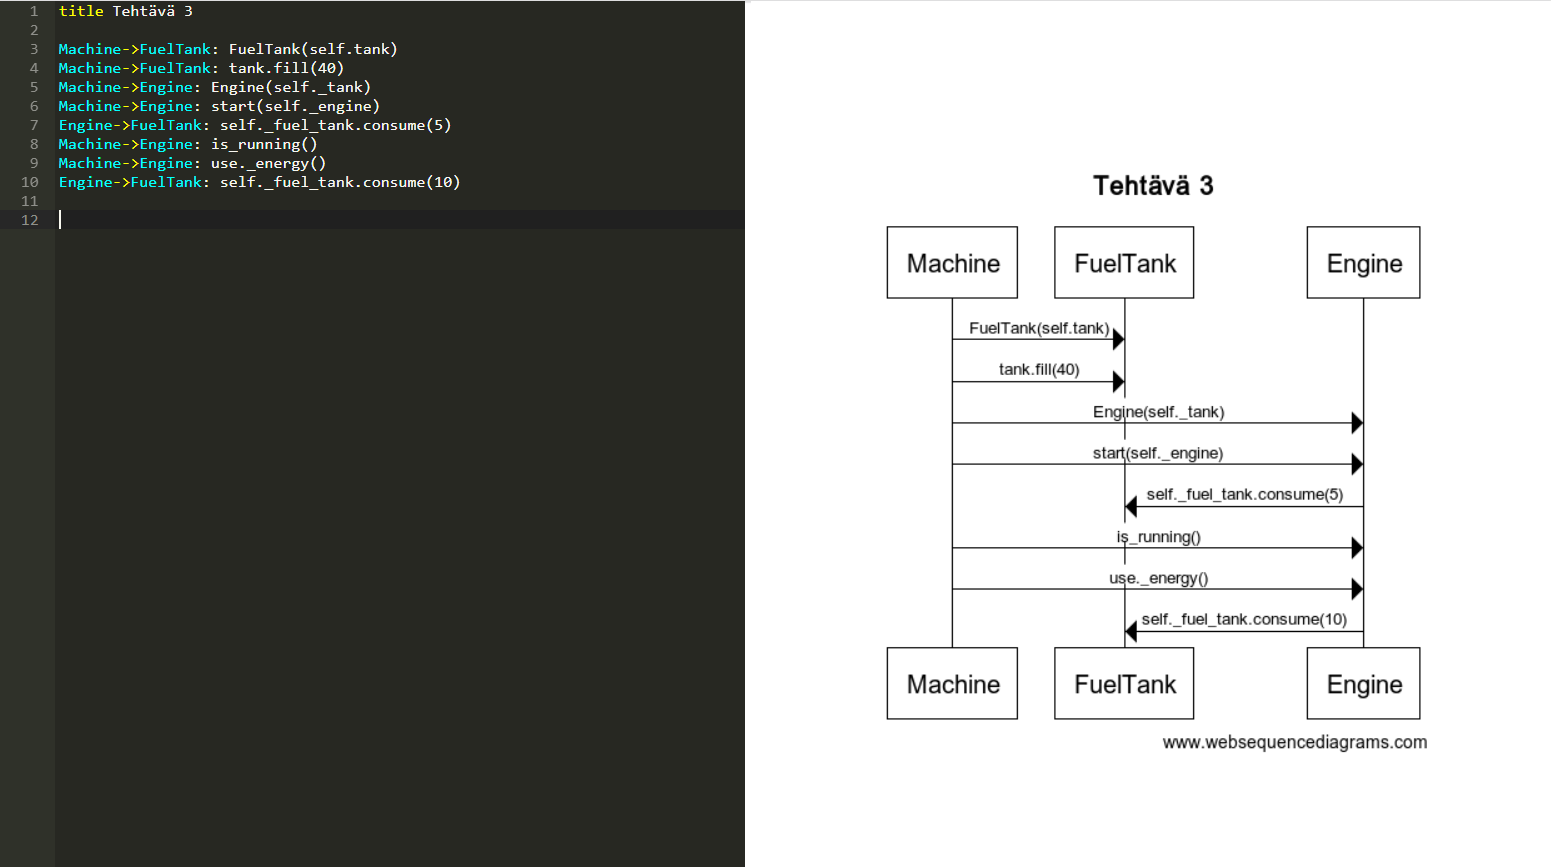 1 title Tehtävä 3
2
3 Machine->FuelTank: FuelTank(self.tank)
4 Machine->FuelTank: tank.fill(40)
5 Machine->Engine: Engine(self._tank)
6 Machine->Engine: start(self._engine)
7 Engine->FuelTank: self._fuel_tank.consume(5)
8 Machine->Engine: is_running()
9 Machine->Engine: use._energy()
10 Engine->FuelTank: self._fuel_tank.consume(10)
11
12
Tehtävä 3
Machine FuelTank Engine
FuelTank(self.tank)
tank.fill(40)
Engine(self._tank)
start(self._engine)
self._fuel_tank.consume(5)
is_running()
use._energy()
self._fuel_tank.consume(10)
Machine FuelTank Engine
www.websequencediagrams.com